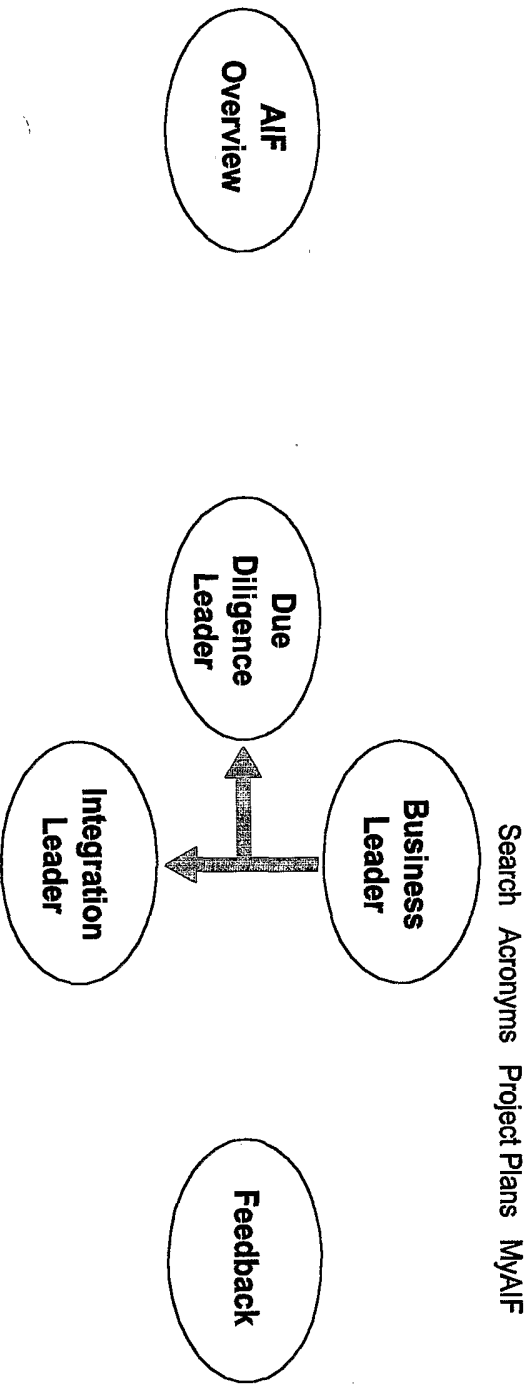 Search Acronyms Project Plans MyAIF
Business
Leader
AIF
Overview
Due
Diligence
Leader
Feedback
Integration
Leader